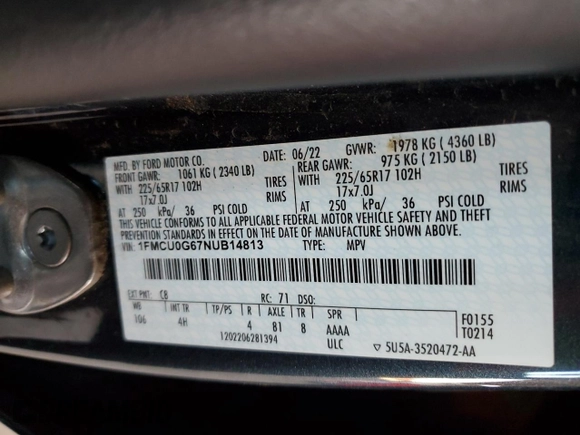 MFD. BY FORD MOTOR CO. DATE: 06/22 GVWR: 1978 KG ( 4360 LB)
FRONT GAWR: 1061 KG ( 2340 LB) REAR GAWR: 975 KG ( 2150 LB)
WITH 225/65R17 102H TIRES WITH 225/65R17 102H TIRES
17x7.0J RIMS 17x7.0J RIMS
AT 250 kPa/ 36 PSI COLD AT 250 kPa/ 36 PSI COLD
THIS VEHICLE CONFORMS TO ALL APPLICABLE FEDERAL MOTOR VEHICLE SAFETY AND THEFT
PREVENTION STANDARDS IN EFFECT ON THE DATE OF MANUFACTURE SHOWN ABOVE.
VIN: 1FMCU0G67NUB14813 TYPE: MPV
EXT PNT: C8 RC: 71 DSO:
WB INT TR TP/PS R AXLE TR SPR F0155
106 4H 4 81 8 AAAA T0214
1202206281394 ULC ▽ 5U5A-3520472-AA